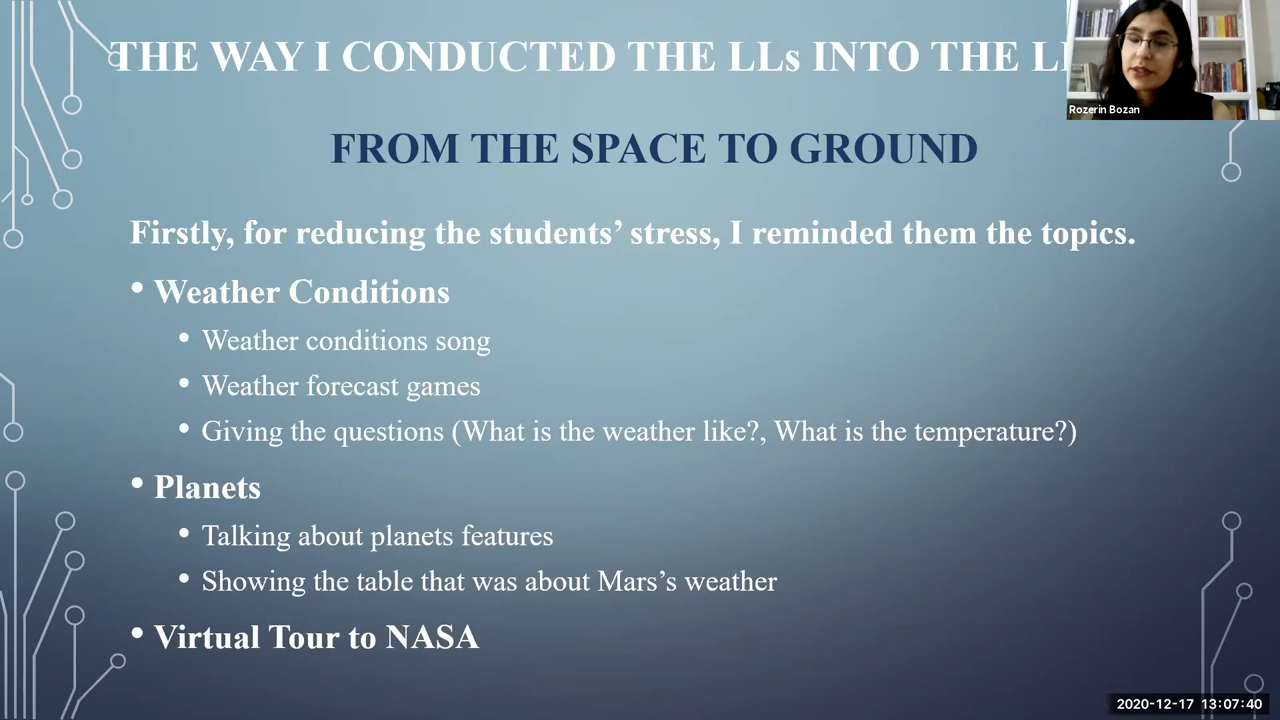 THE WAY I CONDUCTED THE LLs INTO THE
Rozerin Bozan
FROM THE SPACE TO GROUND
Firstly, for reducing the students’ stress, I reminded them the topics.
• Weather Conditions
• Weather conditions song
• Weather forecast games
• Giving the questions (What is the weather like?, What is the temperature?)
• Planets
• Talking about planets features
• Showing the table that was about Mars’s weather
• Virtual Tour to NASA
2020-12-17 13:07:40